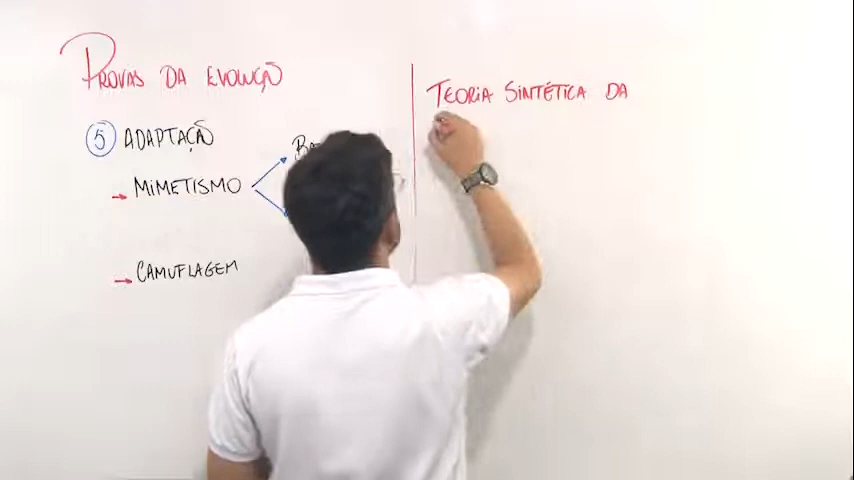 PROVAS DA EVOLUÇÃO
5 ADAPTAÇÃO
MIMETISMO
CAMUFLAGEM
TEORIA SINTÉTICA DA